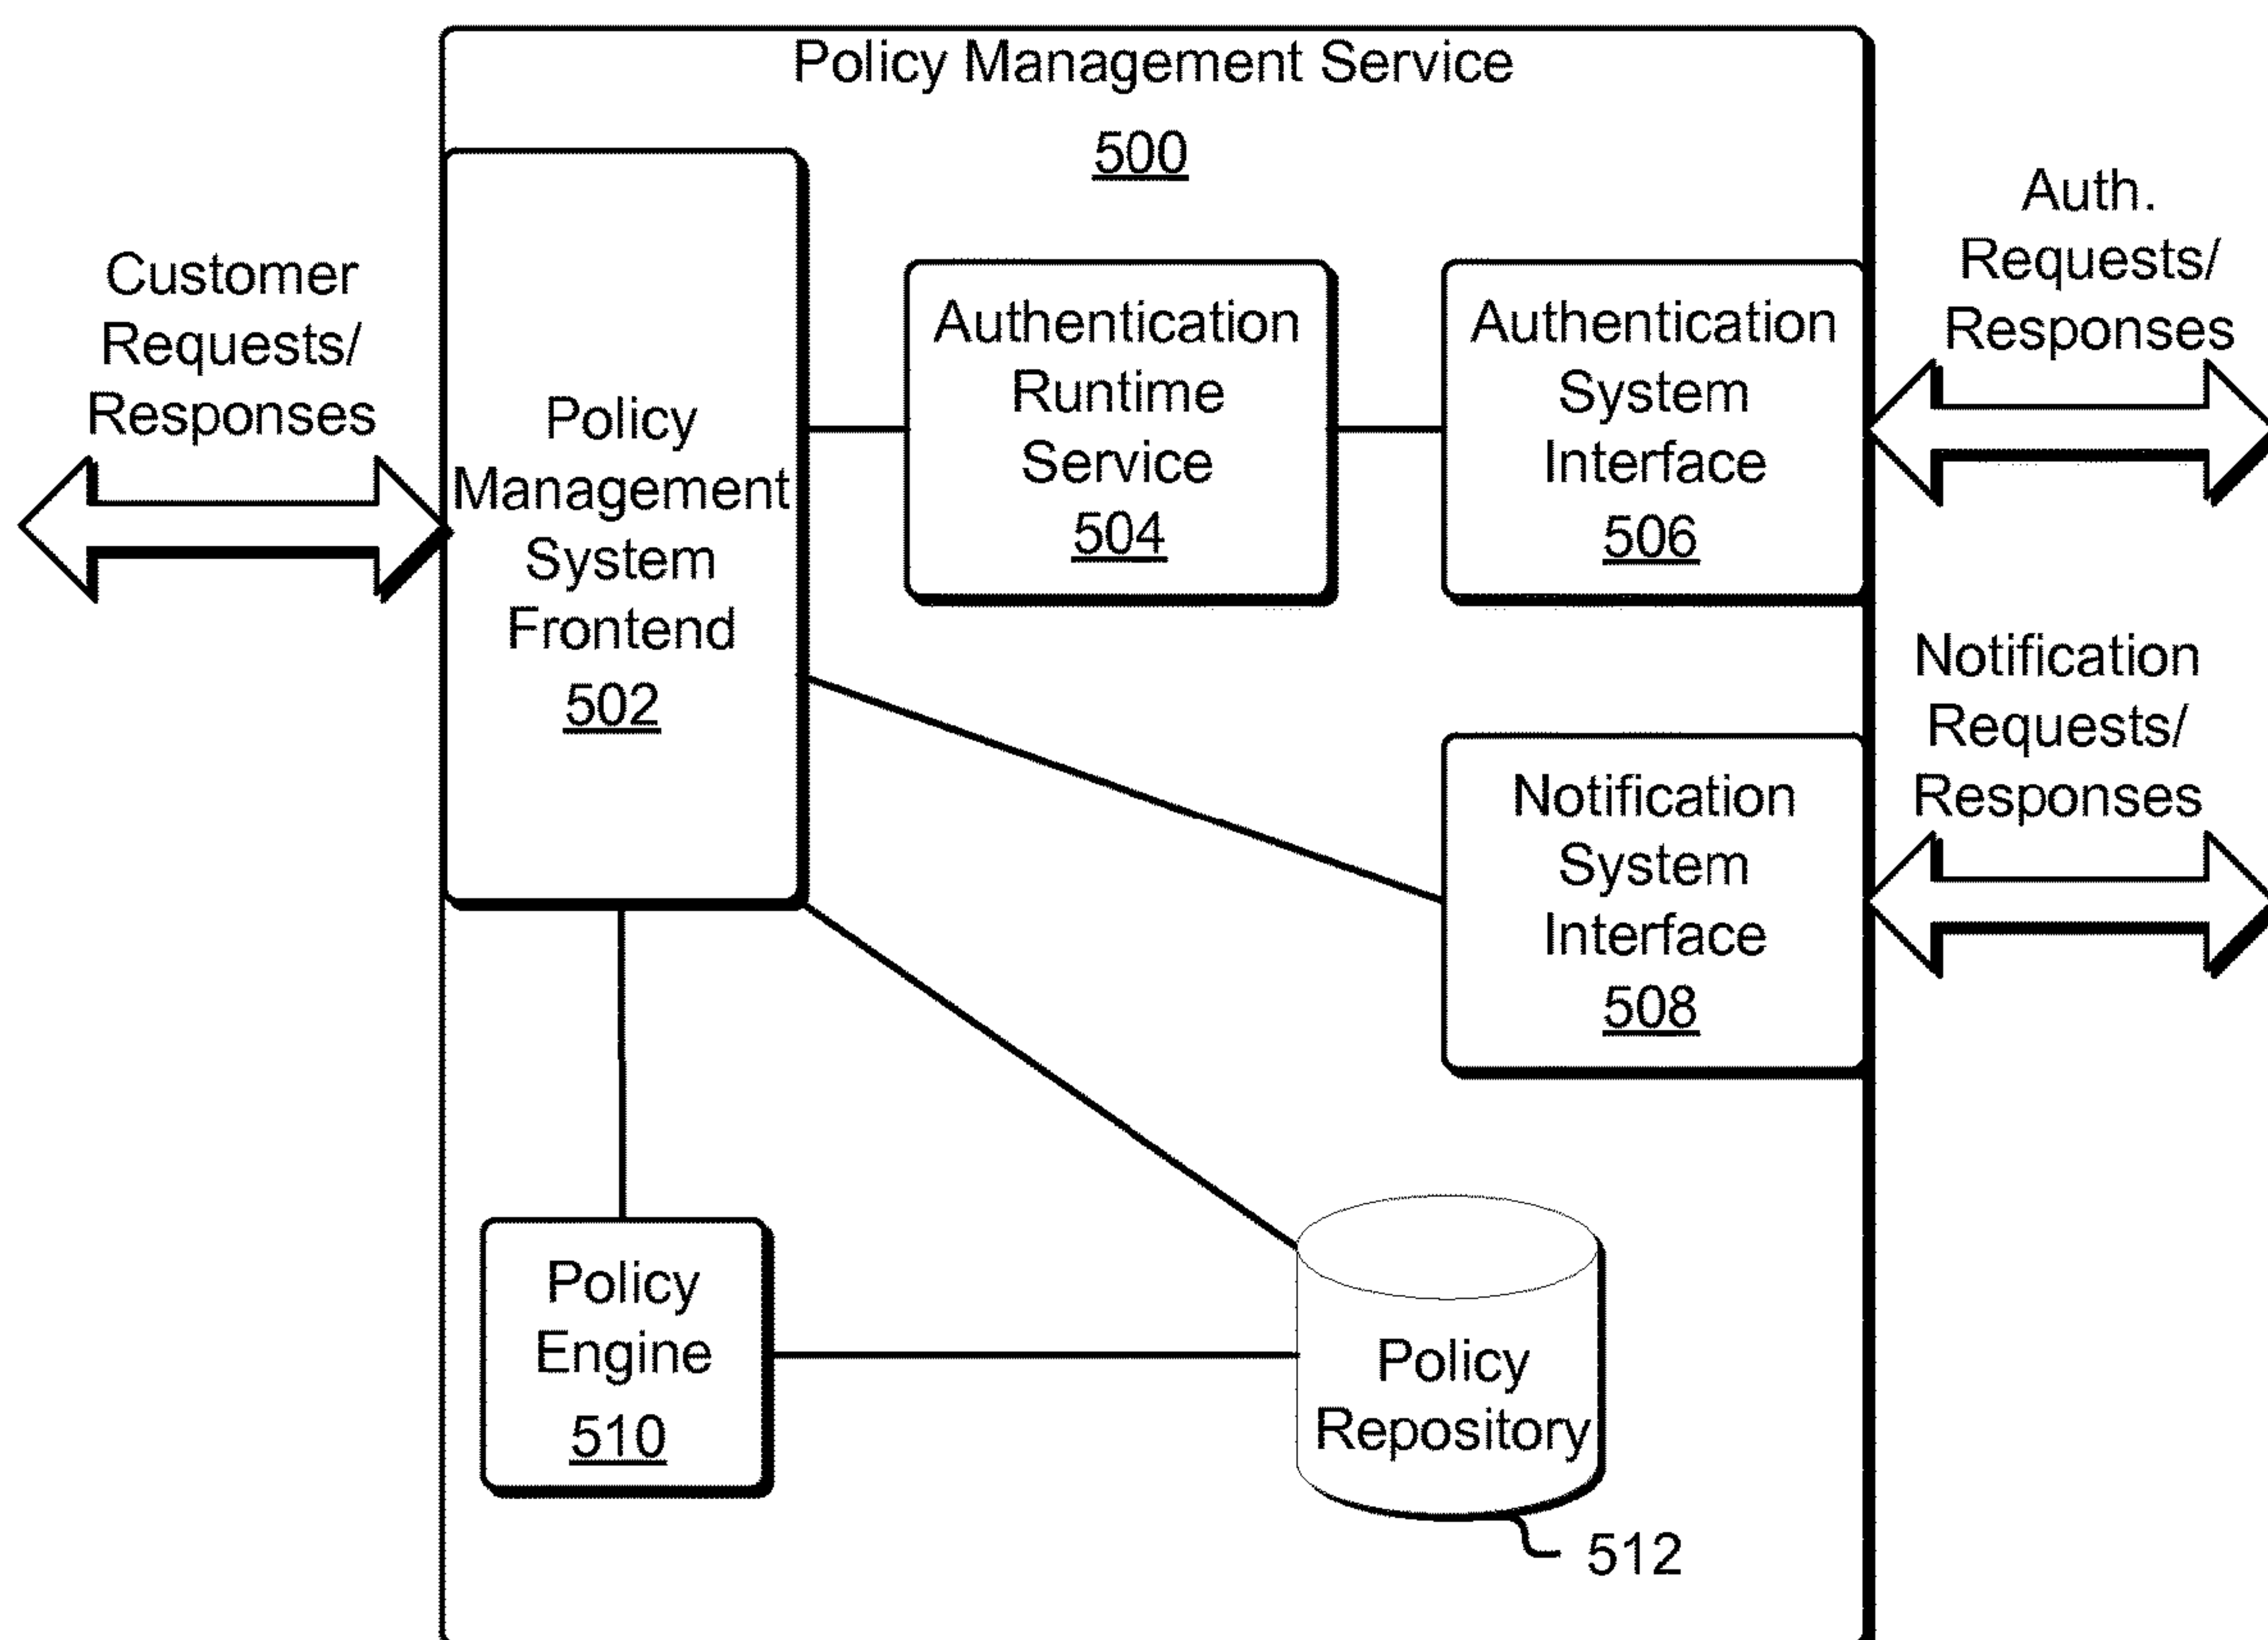 Policy Management Service
500
Customer
Requests/
Responses
Policy
Management
System
Frontend
502
Authentication
Runtime
Service
504
Authentication
System
Interface
506
Auth.
Requests/
Responses
Notification
System
Interface
508
Notification
Requests/
Responses
Policy
Engine
510
Policy
Repository
512